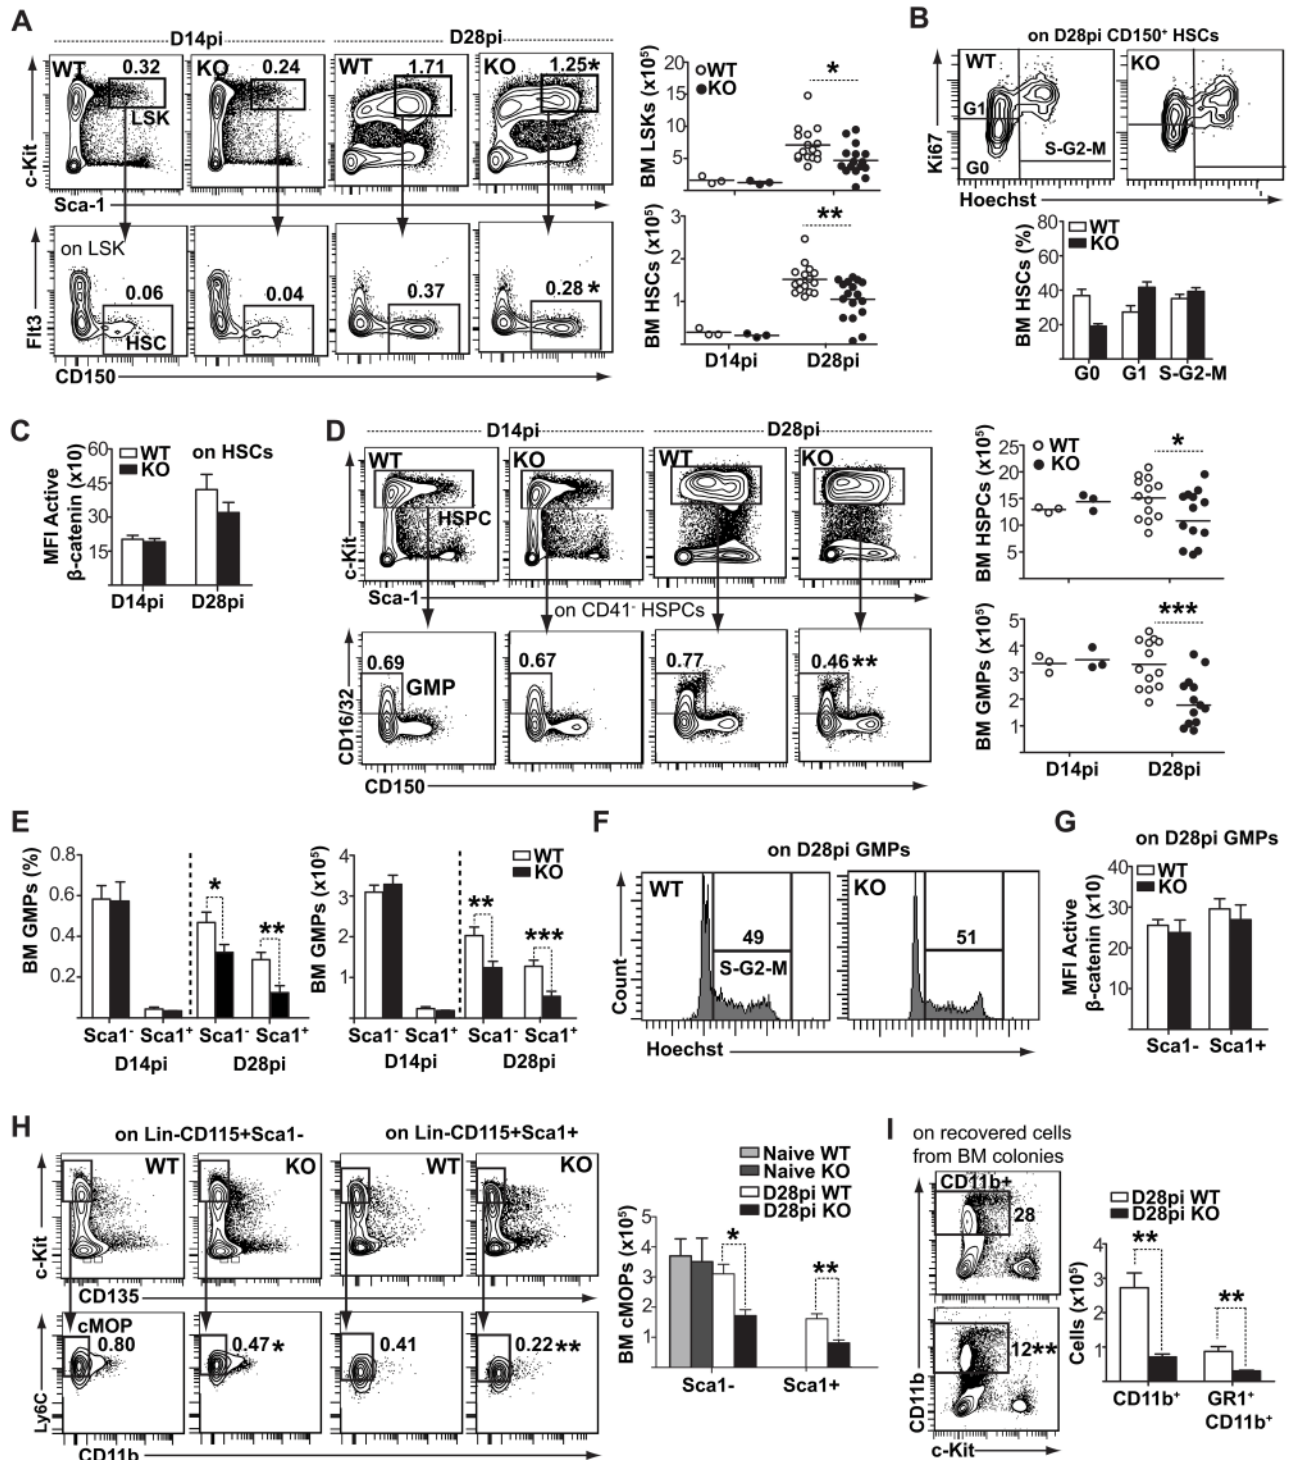 A
D14pi
D28pi
WT
0.32
KO
0.24
WT
1.71
KO
1.25*
LSK
c-Kit
Sca-1
on LSK
0.06
0.04
0.37
0.28 *
HSC
Flt3
CD150
BM LSKs (x10⁵)
20
15
10
5
WT
KO
*
BM HSCs (x10⁵)
3
2
1
**
D14pi
D28pi
B
on D28pi CD150⁺ HSCs
WT
KO
G1
G0
S-G2-M
Ki67
Hoechst
BM HSCs (%)
80
60
40
20
WT
KO
G0
G1
S-G2-M
C
MFI Active
β-catenin (x10)
60
45
30
15
WT
KO
on HSCs
D14pi
D28pi
D
D14pi
D28pi
WT
KO
WT
KO
HSPC
c-Kit
Sca-1
on CD41⁻ HSPCs
0.69
0.67
0.77
0.46 **
GMP
CD16/32
CD150
BM HSPCs (x10⁵)
25
20
15
10
5
WT
KO
*
BM GMPs (x10⁵)
5
4
3
2
1
***
D14pi
D28pi
E
BM GMPs (%)
0.8
0.6
0.4
0.2
*
**
Sca1⁻
Sca1⁺
Sca1⁻
Sca1⁺
D14pi
D28pi
BM GMPs (x10⁵)
4
3
2
1
WT
KO
**
***
Sca1⁻
Sca1⁺
Sca1⁻
Sca1⁺
D14pi
D28pi
F
on D28pi GMPs
WT
KO
49
S-G2-M
51
Count
Hoechst
G
on D28pi GMPs
MFI Active
β-catenin (x10)
40
30
20
10
WT
KO
Sca1-
Sca1+
H
on Lin-CD115+Sca1-
on Lin-CD115+Sca1+
WT
KO
WT
KO
c-Kit
CD135
cMOP
0.80
0.47 *
0.41
0.22 **
Ly6C
CD11b
Naive WT
Naive KO
D28pi WT
D28pi KO
BM cMOPs (x10⁵)
5
4
3
2
1
*
**
Sca1-
Sca1+
I
on recovered cells
from BM colonies
CD11b+
28
12**
CD11b
c-Kit
D28pi WT
D28pi KO
Cells (x10⁵)
4
3
2
1
**
**
CD11b⁺
GR1⁺
CD11b⁺